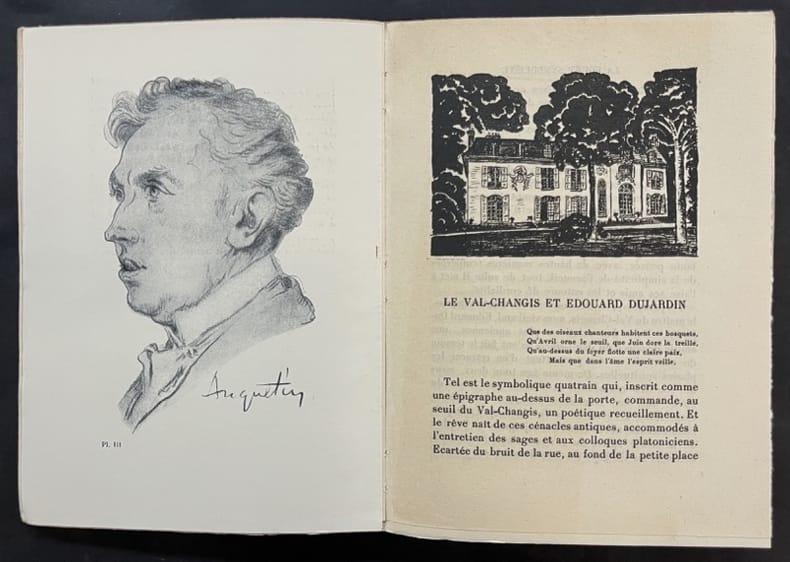 Anquetin
Pl. III
LE VAL-CHANGIS ET EDOUARD DUJARDIN
Que des oiseaux chanteurs habitent ces bosquets,
Qu'Avril orne le seuil, que Juin dore la treille,
Qu'au-dessus du foyer flotte une claire paix,
Mais que dans l'âme l'esprit veille.
Tel est le symbolique quatrain qui, inscrit comme
une épigraphe au-dessus de la porte, commande, au
seuil du Val-Changis, un poétique recueillement. Et
le rêve naît de ces cénacles antiques, accommodés à
l'entretien des sages et aux colloques platoniciens.
Ecartée du bruit de la rue, au fond de la petite place